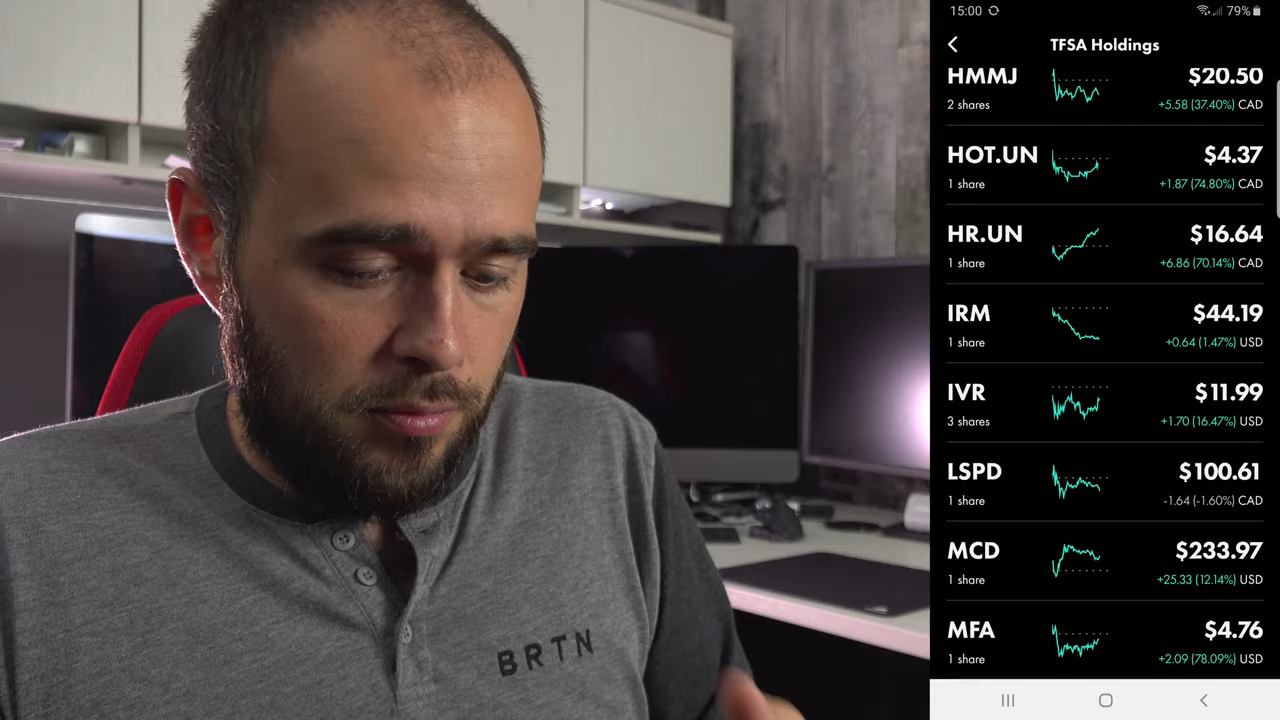 BRTN
15:00 79%
TFSA Holdings
HMMJ $20.50
2 shares +5.58 (37.40%) CAD
HOT.UN $4.37
1 share +1.87 (74.80%) CAD
HR.UN $16.64
1 share +6.86 (70.14%) CAD
IRM $44.19
1 share +0.64 (1.47%) USD
IVR $11.99
3 shares +1.70 (16.47%) USD
LSPD $100.61
1 share -1.64 (-1.60%) CAD
MCD $233.97
1 share +25.33 (12.14%) USD
MFA $4.76
1 share +2.09 (78.09%) USD